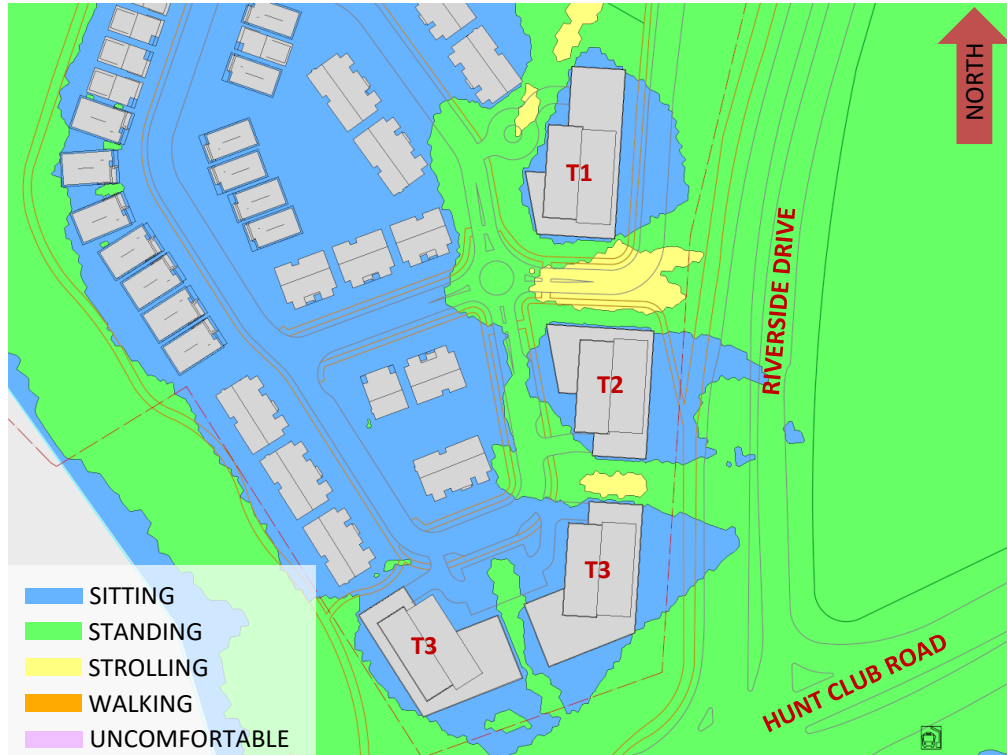 NORTH
T1
RIVERSIDE DRIVE
T2
T3
T3
HUNT CLUB ROAD
SITTING
STANDING
STROLLING
WALKING
UNCOMFORTABLE